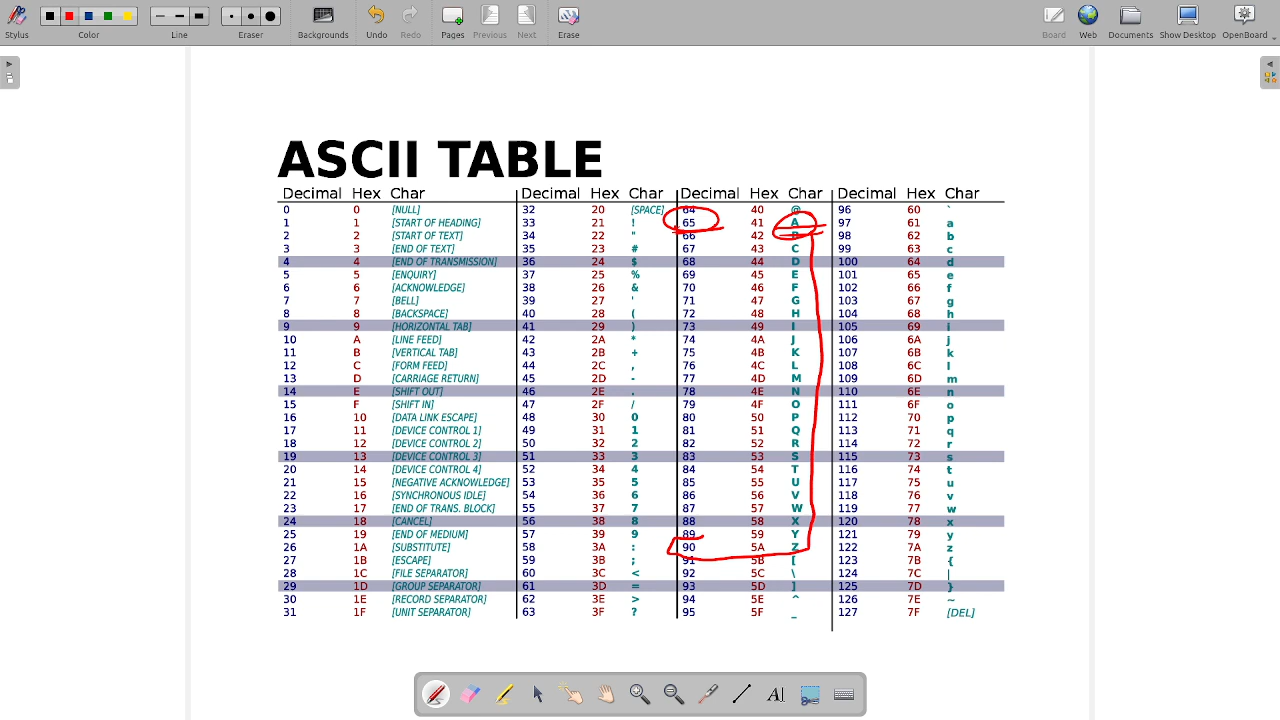 Stylus Color Line Eraser Backgrounds Undo Redo Pages Previous Next Erase Board Web Documents Show Desktop OpenBoard
ASCII TABLE
Decimal Hex Char Decimal Hex Char Decimal Hex Char Decimal Hex Char
0 0 [NULL] 32 20 [SPACE] 64 40 @ 96 60 `
1 1 [START OF HEADING] 33 21 ! 65 41 A 97 61 a
2 2 [START OF TEXT] 34 22 " 66 42 B 98 62 b
3 3 [END OF TEXT] 35 23 # 67 43 C 99 63 c
4 4 [END OF TRANSMISSION] 36 24 $ 68 44 D 100 64 d
5 5 [ENQUIRY] 37 25 % 69 45 E 101 65 e
6 6 [ACKNOWLEDGE] 38 26 & 70 46 F 102 66 f
7 7 [BELL] 39 27 ' 71 47 G 103 67 g
8 8 [BACKSPACE] 40 28 ( 72 48 H 104 68 h
9 9 [HORIZONTAL TAB] 41 29 ) 73 49 I 105 69 i
10 A [LINE FEED] 42 2A * 74 4A J 106 6A j
11 B [VERTICAL TAB] 43 2B + 75 4B K 107 6B k
12 C [FORM FEED] 44 2C , 76 4C L 108 6C l
13 D [CARRIAGE RETURN] 45 2D - 77 4D M 109 6D m
14 E [SHIFT OUT] 46 2E . 78 4E N 110 6E n
15 F [SHIFT IN] 47 2F / 79 4F O 111 6F o
16 10 [DATA LINK ESCAPE] 48 30 0 80 50 P 112 70 p
17 11 [DEVICE CONTROL 1] 49 31 1 81 51 Q 113 71 q
18 12 [DEVICE CONTROL 2] 50 32 2 82 52 R 114 72 r
19 13 [DEVICE CONTROL 3] 51 33 3 83 53 S 115 73 s
20 14 [DEVICE CONTROL 4] 52 34 4 84 54 T 116 74 t
21 15 [NEGATIVE ACKNOWLEDGE] 53 35 5 85 55 U 117 75 u
22 16 [SYNCHRONOUS IDLE] 54 36 6 86 56 V 118 76 v
23 17 [END OF TRANS. BLOCK] 55 37 7 87 57 W 119 77 w
24 18 [CANCEL] 56 38 8 88 58 X 120 78 x
25 19 [END OF MEDIUM] 57 39 9 89 59 Y 121 79 y
26 1A [SUBSTITUTE] 58 3A : 90 5A Z 122 7A z
27 1B [ESCAPE] 59 3B ; 91 5B [ 123 7B {
28 1C [FILE SEPARATOR] 60 3C < 92 5C \ 124 7C |
29 1D [GROUP SEPARATOR] 61 3D = 93 5D ] 125 7D }
30 1E [RECORD SEPARATOR] 62 3E > 94 5E ^ 126 7E ~
31 1F [UNIT SEPARATOR] 63 3F ? 95 5F _ 127 7F [DEL]
AI